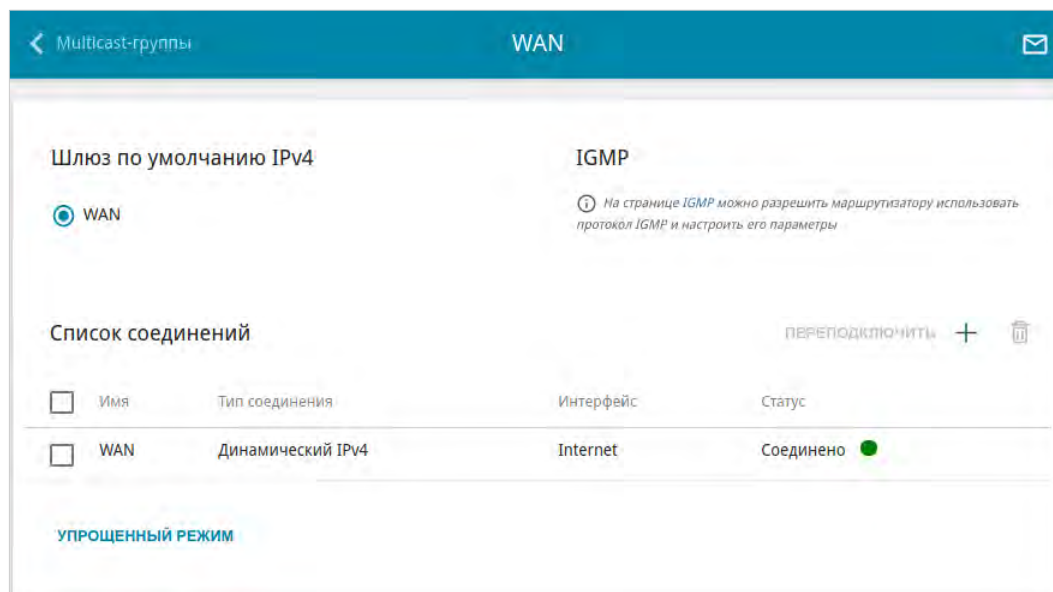 Multicast-группы
WAN
Шлюз по умолчанию IPv4
IGMP
WAN
На странице IGMP можно разрешить маршрутизатору использовать
протокол IGMP и настроить его параметры
Список соединений
ПЕРЕПОДКЛЮЧИТЬ
Имя Тип соединения Интерфейс Статус
WAN Динамический IPv4 Internet Соединено
УПРОЩЕННЫЙ РЕЖИМ